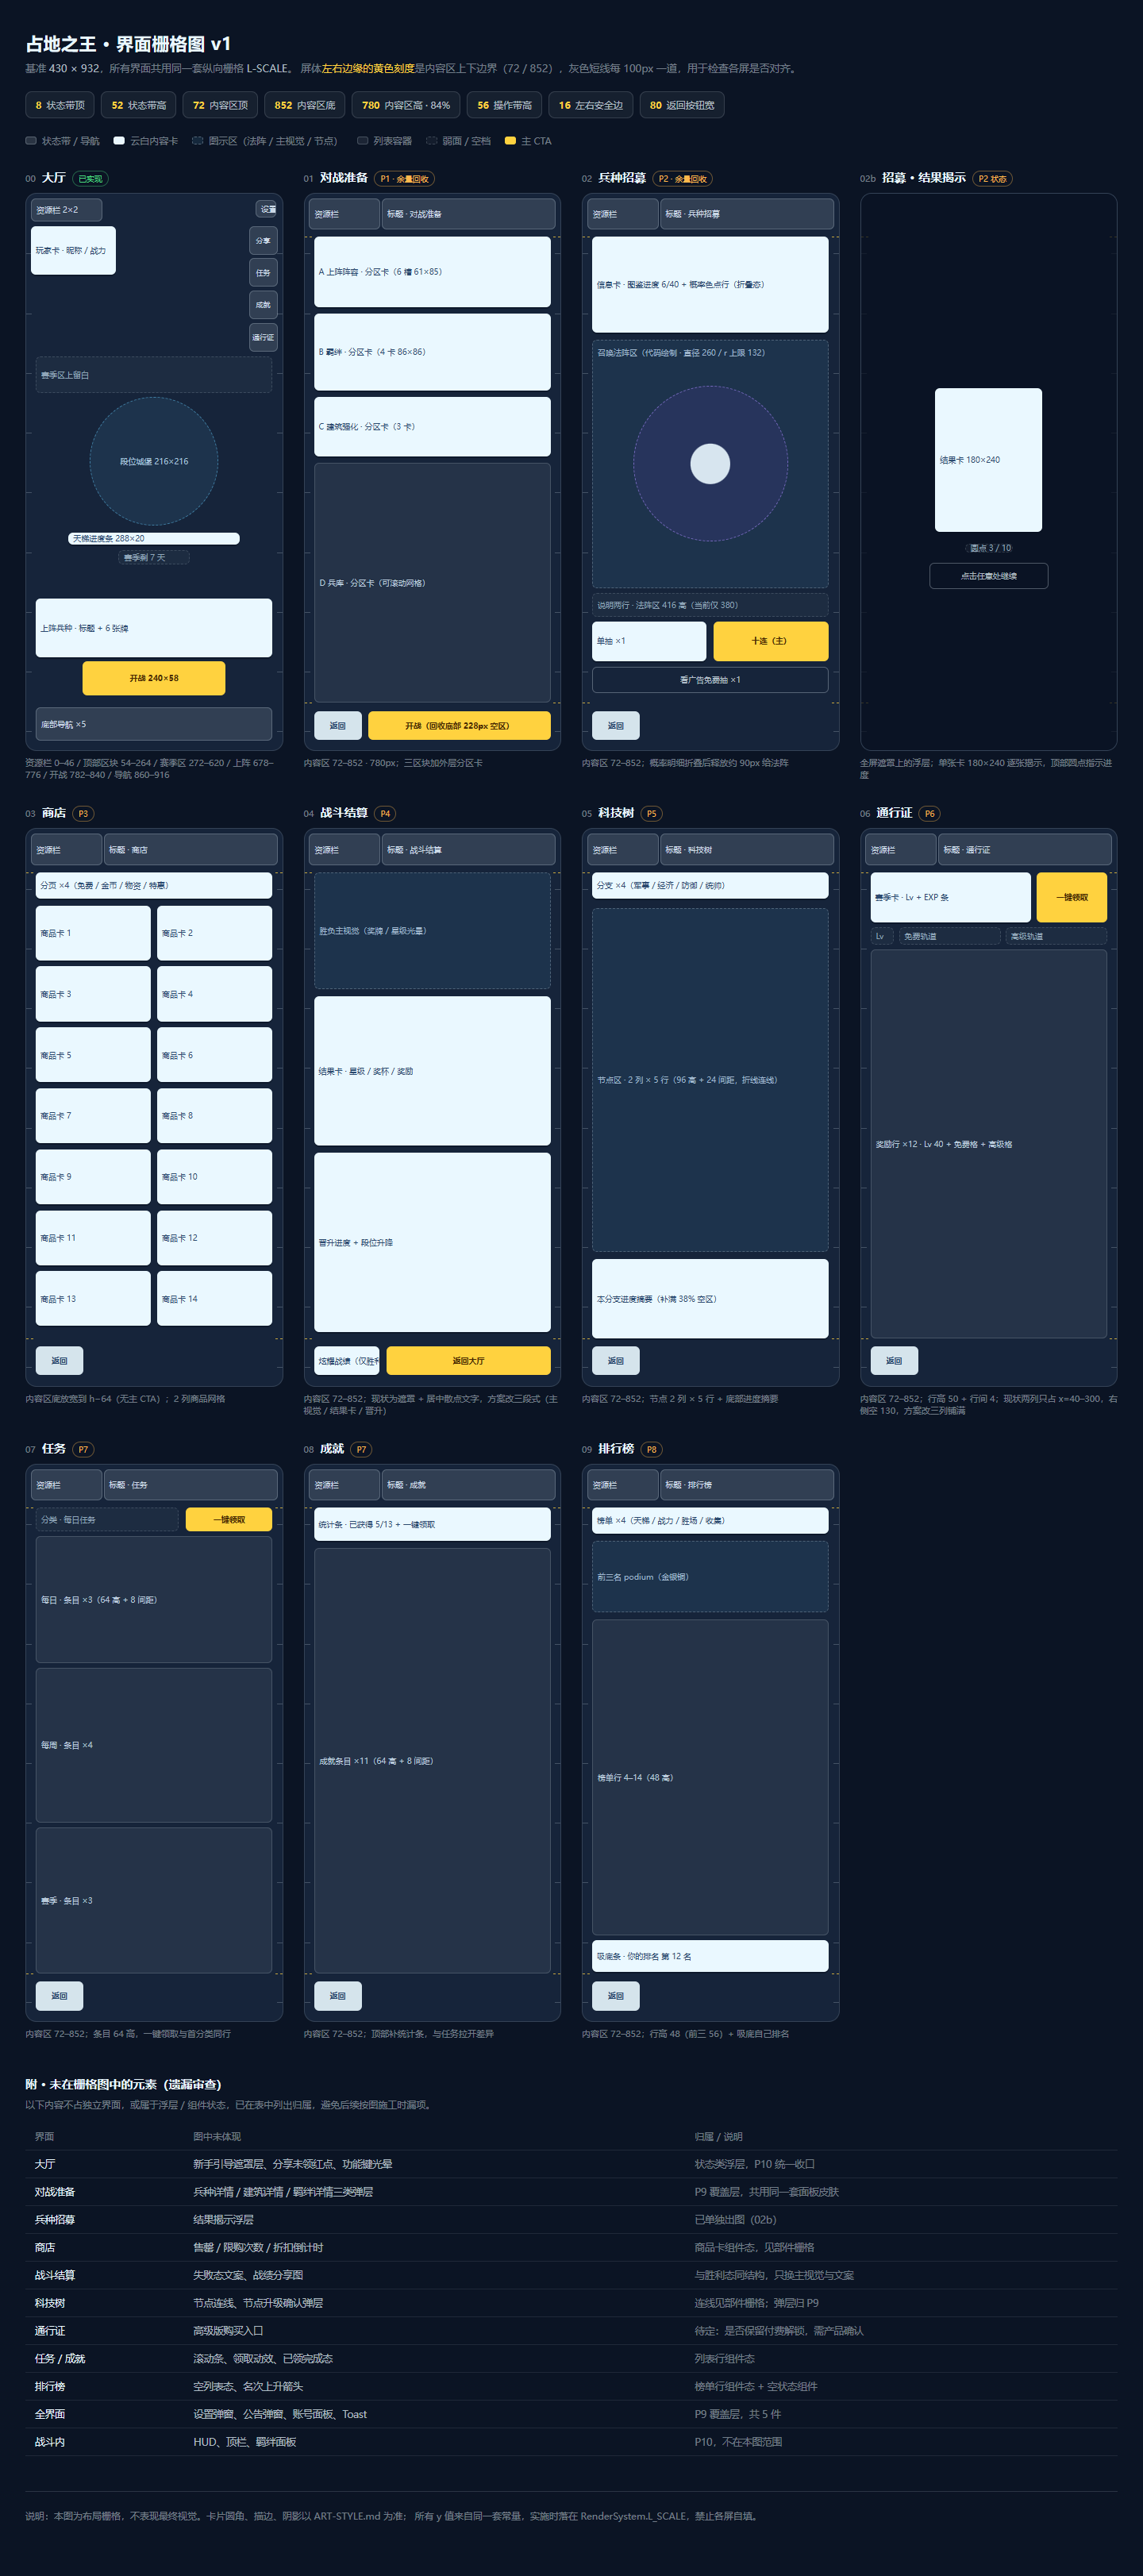 占地之王 · 界面栅格图 v1
基准 430 × 932，所有界面共用同一套纵向栅格 L-SCALE。 屏体左右边缘的黄色刻度是内容区上下边界（72 / 852），灰色短线每 100px 一道，用于检查各屏是否对齐。
8 状态带顶
52 状态带高
72 内容区顶
852 内容区底
780 内容区高 · 84%
56 操作带高
16 左右安全边
80 返回按钮宽
状态带 / 导航
云白内容卡
图示区（法阵 / 主视觉 / 节点）
列表容器
弱面 / 空档
主 CTA
00 大厅 已实现
资源栏 2×2
设置
玩家卡 · 昵称 / 战力
分享
任务
成就
通行证
赛季区上留白
段位城堡 216×216
天梯进度条 288×20
赛季剩 7 天
上阵兵种 · 标题 + 6 张牌
开战 240×58
底部导航 ×5
资源栏 0–46 / 顶部区块 54–264 / 赛季区 272–620 / 上阵 678–
776 / 开战 782–840 / 导航 860–916
01 对战准备 P1 · 余量回收
资源栏
标题 · 对战准备
A 上阵阵容 · 分区卡（6 槽 61×85）
B 羁绊 · 分区卡（4 卡 86×86）
C 建筑强化 · 分区卡（3 卡）
D 兵库 · 分区卡（可滚动网格）
返回
开战（回收底部 228px 空区）
内容区 72–852 · 780px；三区块加外层分区卡
02 兵种招募 P2 · 余量回收
资源栏
标题 · 兵种招募
信息卡 · 图鉴进度 6/40 + 概率色点行（折叠态）
召唤法阵区（代码绘制 · 直径 260 / r 上限 132）
说明两行 · 法阵区 416 高（当前仅 380）
单抽 ×1
十连（主）
看广告免费抽 ×1
返回
内容区 72–852；概率明细折叠后释放约 90px 给法阵
02b 招募 · 结果揭示 P2 状态
结果卡 180×240
圆点 3 / 10
点击任意处继续
全屏遮罩上的浮层；单张卡 180×240 逐张揭示，顶部圆点指示进
度
03 商店 P3
资源栏
标题 · 商店
分页 ×4（免费 / 金币 / 物资 / 特惠）
商品卡 1
商品卡 2
商品卡 3
商品卡 4
商品卡 5
商品卡 6
商品卡 7
商品卡 8
商品卡 9
商品卡 10
商品卡 11
商品卡 12
商品卡 13
商品卡 14
返回
内容区底放宽到 h−64（无主 CTA）；2 列商品网格
04 战斗结算 P4
资源栏
标题 · 战斗结算
胜负主视觉（奖牌 / 星级光晕）
结果卡 · 星级 / 奖杯 / 奖励
晋升进度 + 段位升降
炫耀战绩（仅胜利
返回大厅
内容区 72–852；现状为遮罩 + 居中散点文字，方案改三段式（主
视觉 / 结果卡 / 晋升）
05 科技树 P5
资源栏
标题 · 科技树
分支 ×4（军事 / 经济 / 防御 / 统帅）
节点区 · 2 列 × 5 行（96 高 + 24 间距，折线连线）
本分支进度摘要（补满 38% 空区）
返回
内容区 72–852；节点 2 列 × 5 行 + 底部进度摘要
06 通行证 P6
资源栏
标题 · 通行证
赛季卡 · Lv + EXP 条
一键领取
Lv
免费轨道
高级轨道
奖励行 ×12 · Lv 40 + 免费格 + 高级格
返回
内容区 72–852；行高 50 + 行间 4；现状两列只占 x=40–300，右
侧空 130，方案改三列铺满
07 任务 P7
资源栏
标题 · 任务
分类 · 每日任务
一键领取
每日 · 条目 ×3（64 高 + 8 间距）
每周 · 条目 ×4
赛季 · 条目 ×3
返回
内容区 72–852；条目 64 高，一键领取与首分类同行
08 成就 P7
资源栏
标题 · 成就
统计条 · 已获得 5/13 + 一键领取
成就条目 ×11（64 高 + 8 间距）
返回
内容区 72–852；顶部补统计条，与任务拉开差异
09 排行榜 P8
资源栏
标题 · 排行榜
榜单 ×4（天梯 / 战力 / 胜场 / 收集）
前三名 podium（金银铜）
榜单行 4–14（48 高）
吸底条 · 你的排名 第 12 名
返回
内容区 72–852；行高 48（前三 56）+ 吸底自己排名
附 · 未在栅格图中的元素（遗漏审查）
以下内容不占独立界面，或属于浮层 / 组件状态，已在表中列出归属，避免后续按图施工时漏项。
界面 图中未体现 归属 / 说明
大厅 新手引导遮罩层、分享未领红点、功能键光晕 状态类浮层，P10 统一收口
对战准备 兵种详情 / 建筑详情 / 羁绊详情三类弹层 P9 覆盖层，共用同一套面板皮肤
兵种招募 结果揭示浮层 已单独出图（02b）
商店 售罄 / 限购次数 / 折扣倒计时 商品卡组件态，见部件栅格
战斗结算 失败态文案、战绩分享图 与胜利态同结构，只换主视觉与文案
科技树 节点连线、节点升级确认弹层 连线见部件栅格；弹层归 P9
通行证 高级版购买入口 待定：是否保留付费解锁，需产品确认
任务 / 成就 滚动条、领取动效、已领完成态 列表行组件态
排行榜 空列表态、名次上升箭头 榜单行组件态 + 空状态组件
全界面 设置弹窗、公告弹窗、账号面板、Toast P9 覆盖层，共 5 件
战斗内 HUD、顶栏、羁绊面板 P10，不在本图范围
说明：本图为布局栅格，不表现最终视觉。卡片圆角、描边、阴影以 ART-STYLE.md 为准； 所有 y 值来自同一套常量，实施时落在 RenderSystem.L_SCALE，禁止各屏自填。